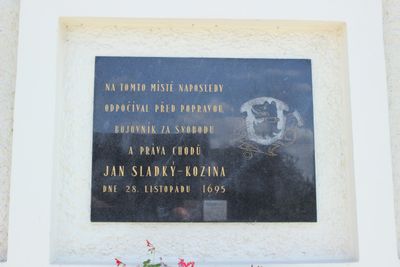 NA TOMTO MÍSTĚ NAPOSLEDY
ODPOČÍVAL PŘED POPRAVOU
BOJOVNÍK ZA SVOBODU
A PRÁVA CHODŮ
JAN SLADKÝ-KOZINA
DNE 28. LISTOPADU 1695